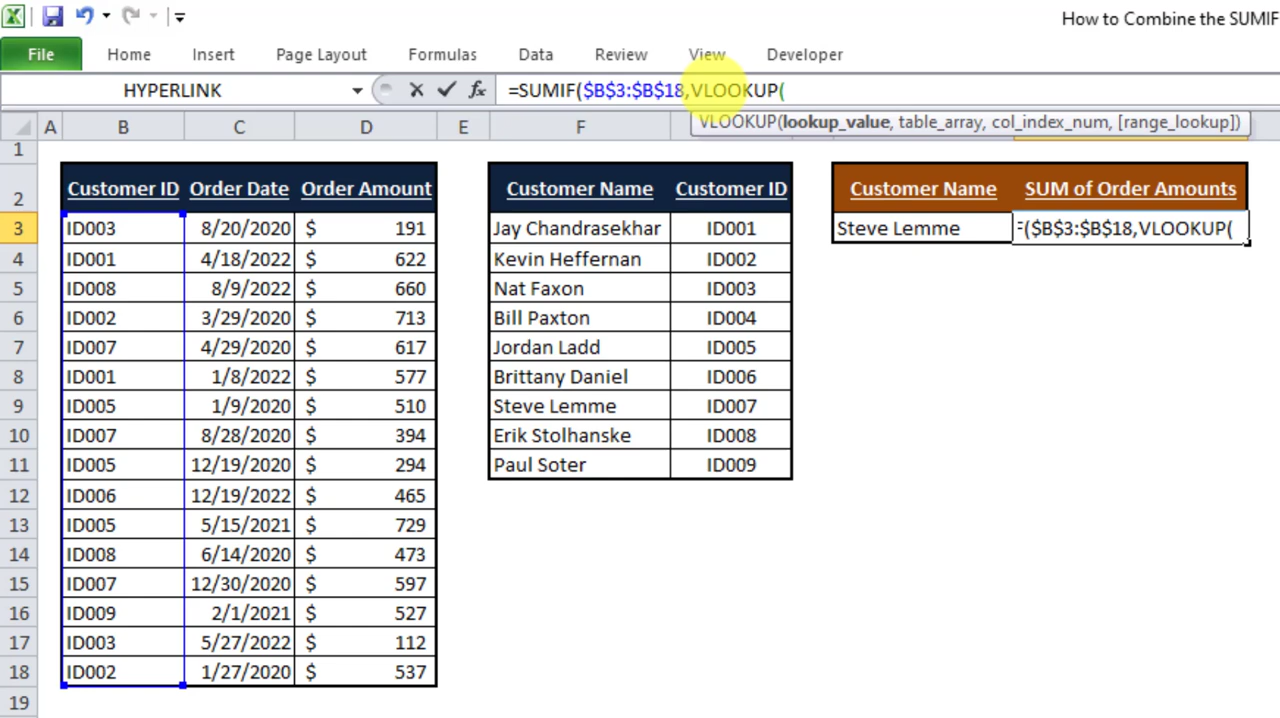 How to Combine the SUMIF
File Home Insert Page Layout Formulas Data Review View Developer
HYPERLINK fx =SUMIF($B$3:$B$18,VLOOKUP(
VLOOKUP(lookup_value, table_array, col_index_num, [range_lookup])
A B C D E F
1
2 Customer ID Order Date Order Amount Customer Name Customer ID Customer Name SUM of Order Amounts
3 ID003 8/20/2020 $ 191 Jay Chandrasekhar ID001 Steve Lemme F($B$3:$B$18,VLOOKUP(
4 ID001 4/18/2022 $ 622 Kevin Heffernan ID002
5 ID008 8/9/2022 $ 660 Nat Faxon ID003
6 ID002 3/29/2020 $ 713 Bill Paxton ID004
7 ID007 4/29/2020 $ 617 Jordan Ladd ID005
8 ID001 1/8/2022 $ 577 Brittany Daniel ID006
9 ID005 1/9/2020 $ 510 Steve Lemme ID007
10 ID007 8/28/2020 $ 394 Erik Stolhanske ID008
11 ID005 12/19/2020 $ 294 Paul Soter ID009
12 ID006 12/19/2022 $ 465
13 ID005 5/15/2021 $ 729
14 ID008 6/14/2020 $ 473
15 ID007 12/30/2020 $ 597
16 ID009 2/1/2021 $ 527
17 ID003 5/27/2022 $ 112
18 ID002 1/27/2020 $ 537
19